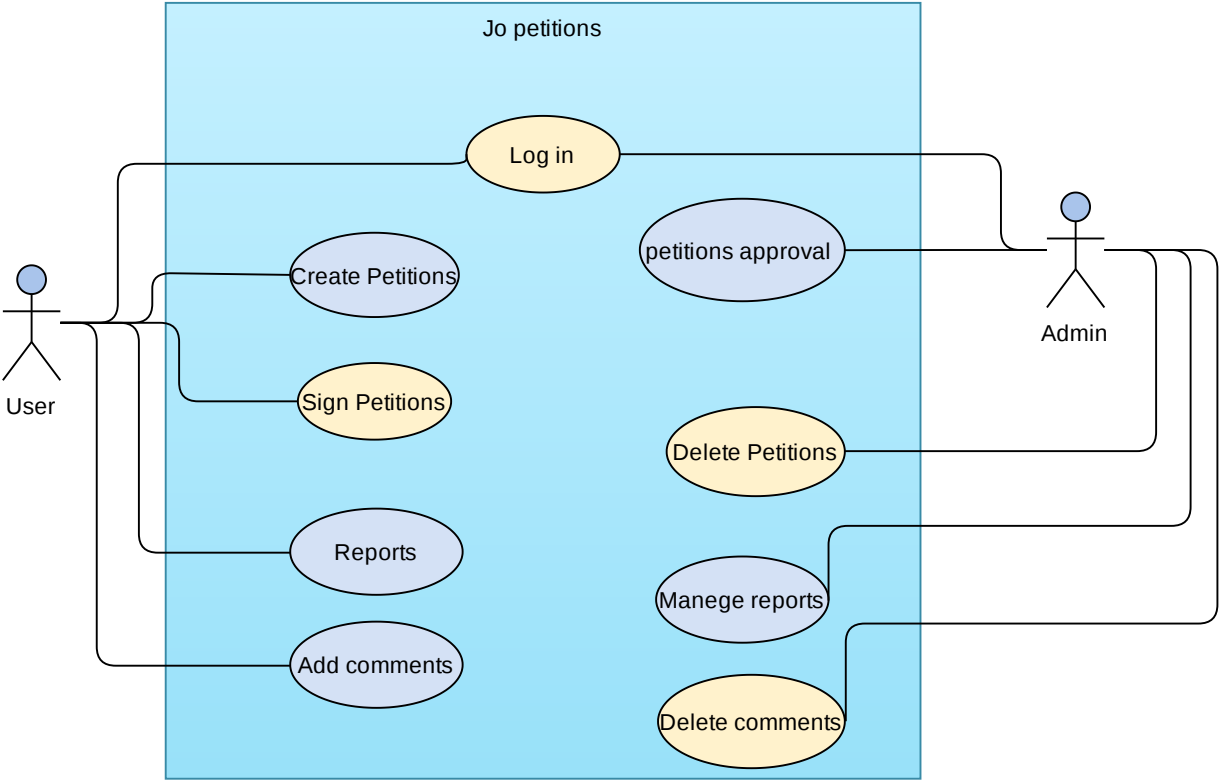 Jo petitions
Log in
petitions approval
Create Petitions
Admin
User
Sign Petitions
Delete Petitions
Reports
Manege reports
Add comments
Delete comments